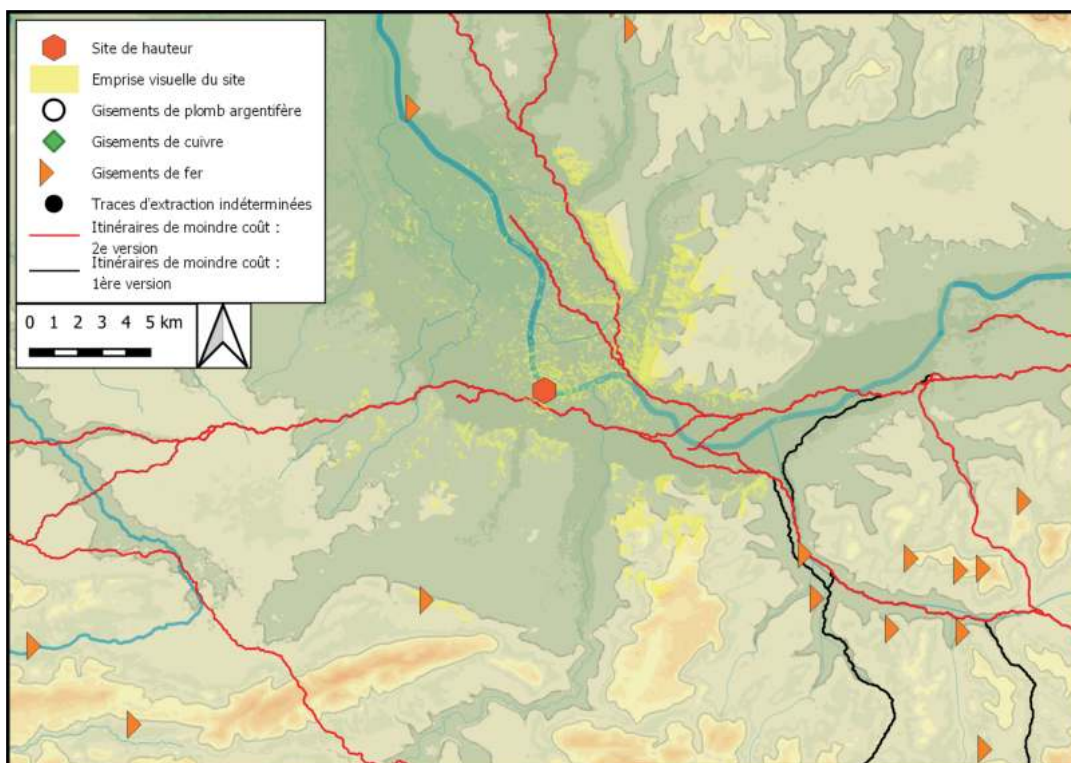 Site de hauteur
Emprise visuelle du site
Gisements de plomb argentifère
Gisements de cuivre
Gisements de fer
Traces d'extraction indéterminées
Itinéraires de moindre coût :
2e version
Itinéraires de moindre coût :
1ère version
0 1 2 3 4 5 km